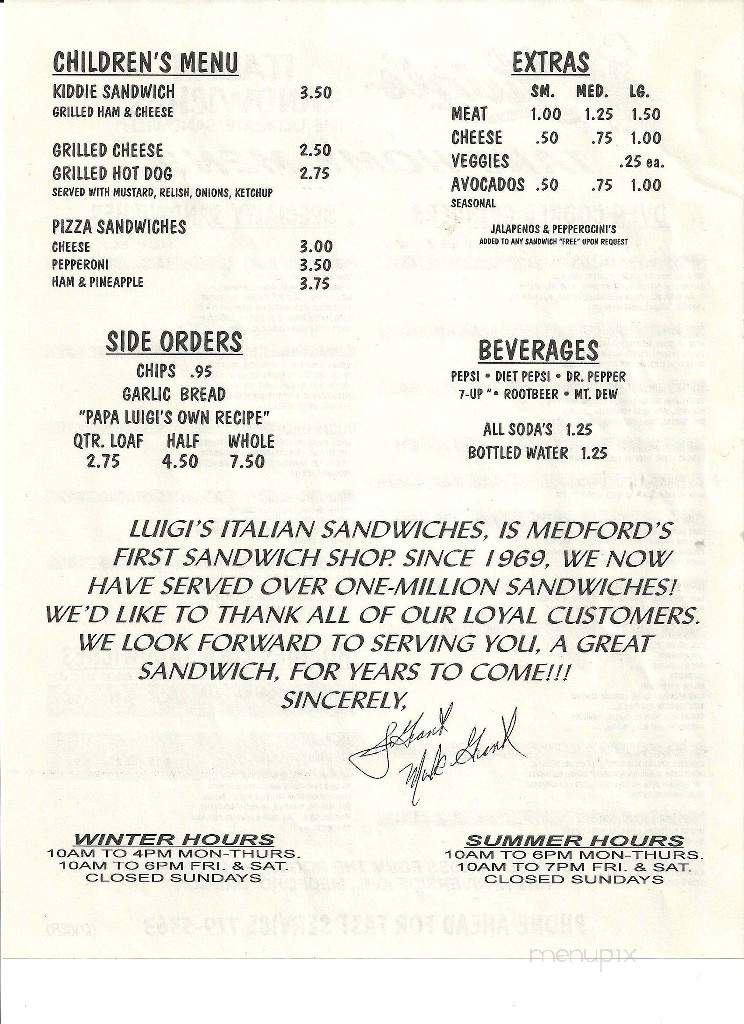 CHILDREN'S MENU
KIDDIE SANDWICH 3.50
GRILLED HAM & CHEESE
GRILLED CHEESE 2.50
GRILLED HOT DOG 2.75
SERVED WITH MUSTARD, RELISH, ONIONS, KETCHUP
PIZZA SANDWICHES
CHEESE 3.00
PEPPERONI 3.50
HAM & PINEAPPLE 3.75
EXTRAS
SM. MED. LG.
MEAT 1.00 1.25 1.50
CHEESE .50 .75 1.00
VEGGIES .25 ea.
AVOCADOS .50 .75 1.00
SEASONAL
JALAPENOS & PEPPEROCINI'S
ADDED TO ANY SANDWICH "FREE" UPON REQUEST
SIDE ORDERS
CHIPS .95
GARLIC BREAD
"PAPA LUIGI'S OWN RECIPE"
QTR. LOAF HALF WHOLE
2.75 4.50 7.50
BEVERAGES
PEPSI • DIET PEPSI • DR. PEPPER
7-UP "• ROOTBEER • MT. DEW
ALL SODA'S 1.25
BOTTLED WATER 1.25
LUIGI'S ITALIAN SANDWICHES, IS MEDFORD'S
FIRST SANDWICH SHOP. SINCE 1969, WE NOW
HAVE SERVED OVER ONE-MILLION SANDWICHES!
WE'D LIKE TO THANK ALL OF OUR LOYAL CUSTOMERS.
WE LOOK FORWARD TO SERVING YOU, A GREAT
SANDWICH, FOR YEARS TO COME!!!
SINCERELY,
WINTER HOURS
10AM TO 4PM MON-THURS.
10AM TO 6PM FRI. & SAT.
CLOSED SUNDAYS
SUMMER HOURS
10AM TO 6PM MON-THURS.
10AM TO 7PM FRI. & SAT.
CLOSED SUNDAYS
PHONE AHEAD FOR FAST SERVICE
menupix